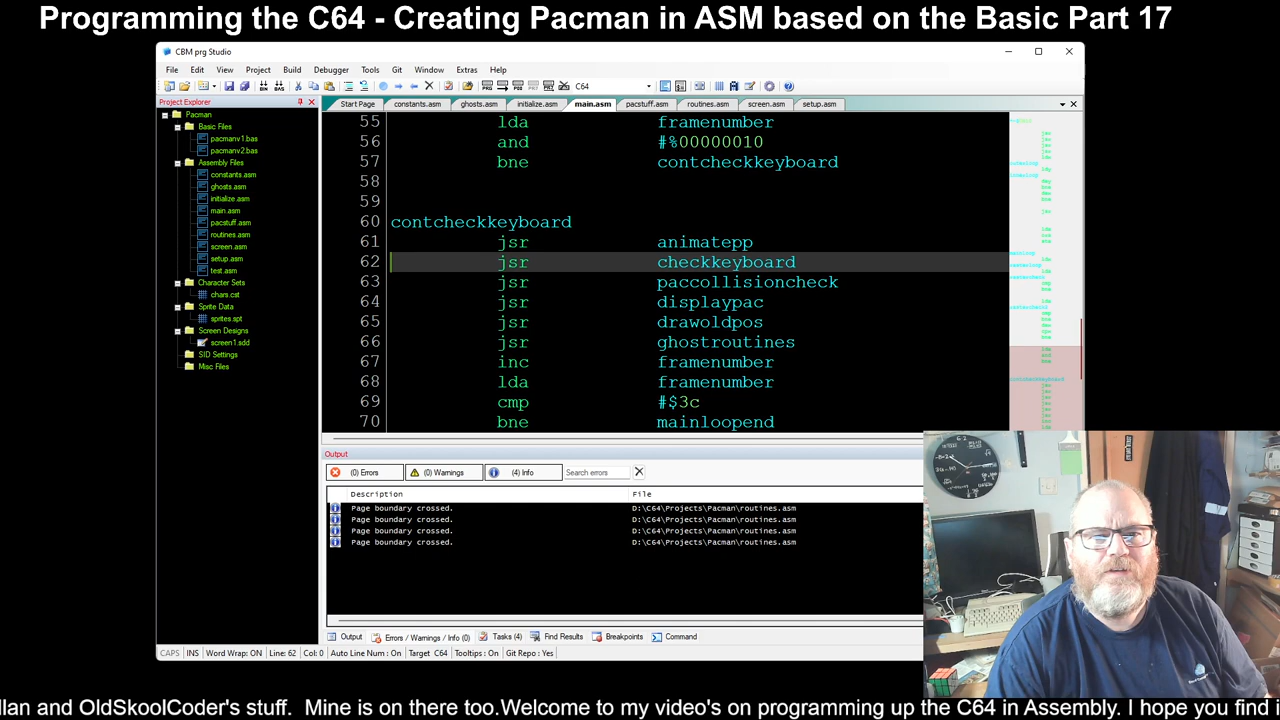 Programming the C64 - Creating Pacman in ASM based on the Basic Part 17
CBM prg Studio
File Edit View Project Build Debugger Tools Git Window Extras Help
C64
Project Explorer
Start Page constants.asm ghosts.asm initialize.asm main.asm pacstuff.asm routines.asm screen.asm setup.asm
Pacman
Basic Files
pacmanv1.bas
pacmanv2.bas
Assembly Files
constants.asm
ghosts.asm
initialize.asm
main.asm
pacstuff.asm
routines.asm
screen.asm
setup.asm
test.asm
Character Sets
chars.cst
Sprite Data
sprites.spt
Screen Designs
screen1.sdd
SID Settings
Misc Files
55 lda framenumber
56 and #%00000010
57 bne contcheckkeyboard
58
59
60 contcheckkeyboard
61 jsr animatepp
62 jsr checkkeyboard
63 jsr paccollisioncheck
64 jsr displaypac
65 jsr drawoldpos
66 jsr ghostroutines
67 inc framenumber
68 lda framenumber
69 cmp #$3c
70 bne mainloopend
Output
(0) Errors (0) Warnings (4) Info Search errors
Description File
Page boundary crossed. D:\C64\Projects\Pacman\routines.asm
Page boundary crossed. D:\C64\Projects\Pacman\routines.asm
Page boundary crossed. D:\C64\Projects\Pacman\routines.asm
Page boundary crossed. D:\C64\Projects\Pacman\routines.asm
Output Errors / Warnings / Info (0) Tasks (4) Find Results Breakpoints Command
CAPS INS Word Wrap: ON Line: 62 Col: 0 Auto Line Num : On Target C64 Tooltips : On Git Repo : Yes
llan and OldSkoolCoder's stuff. Mine is on there too.Welcome to my video's on programming up the C64 in Assembly. I hope you find i